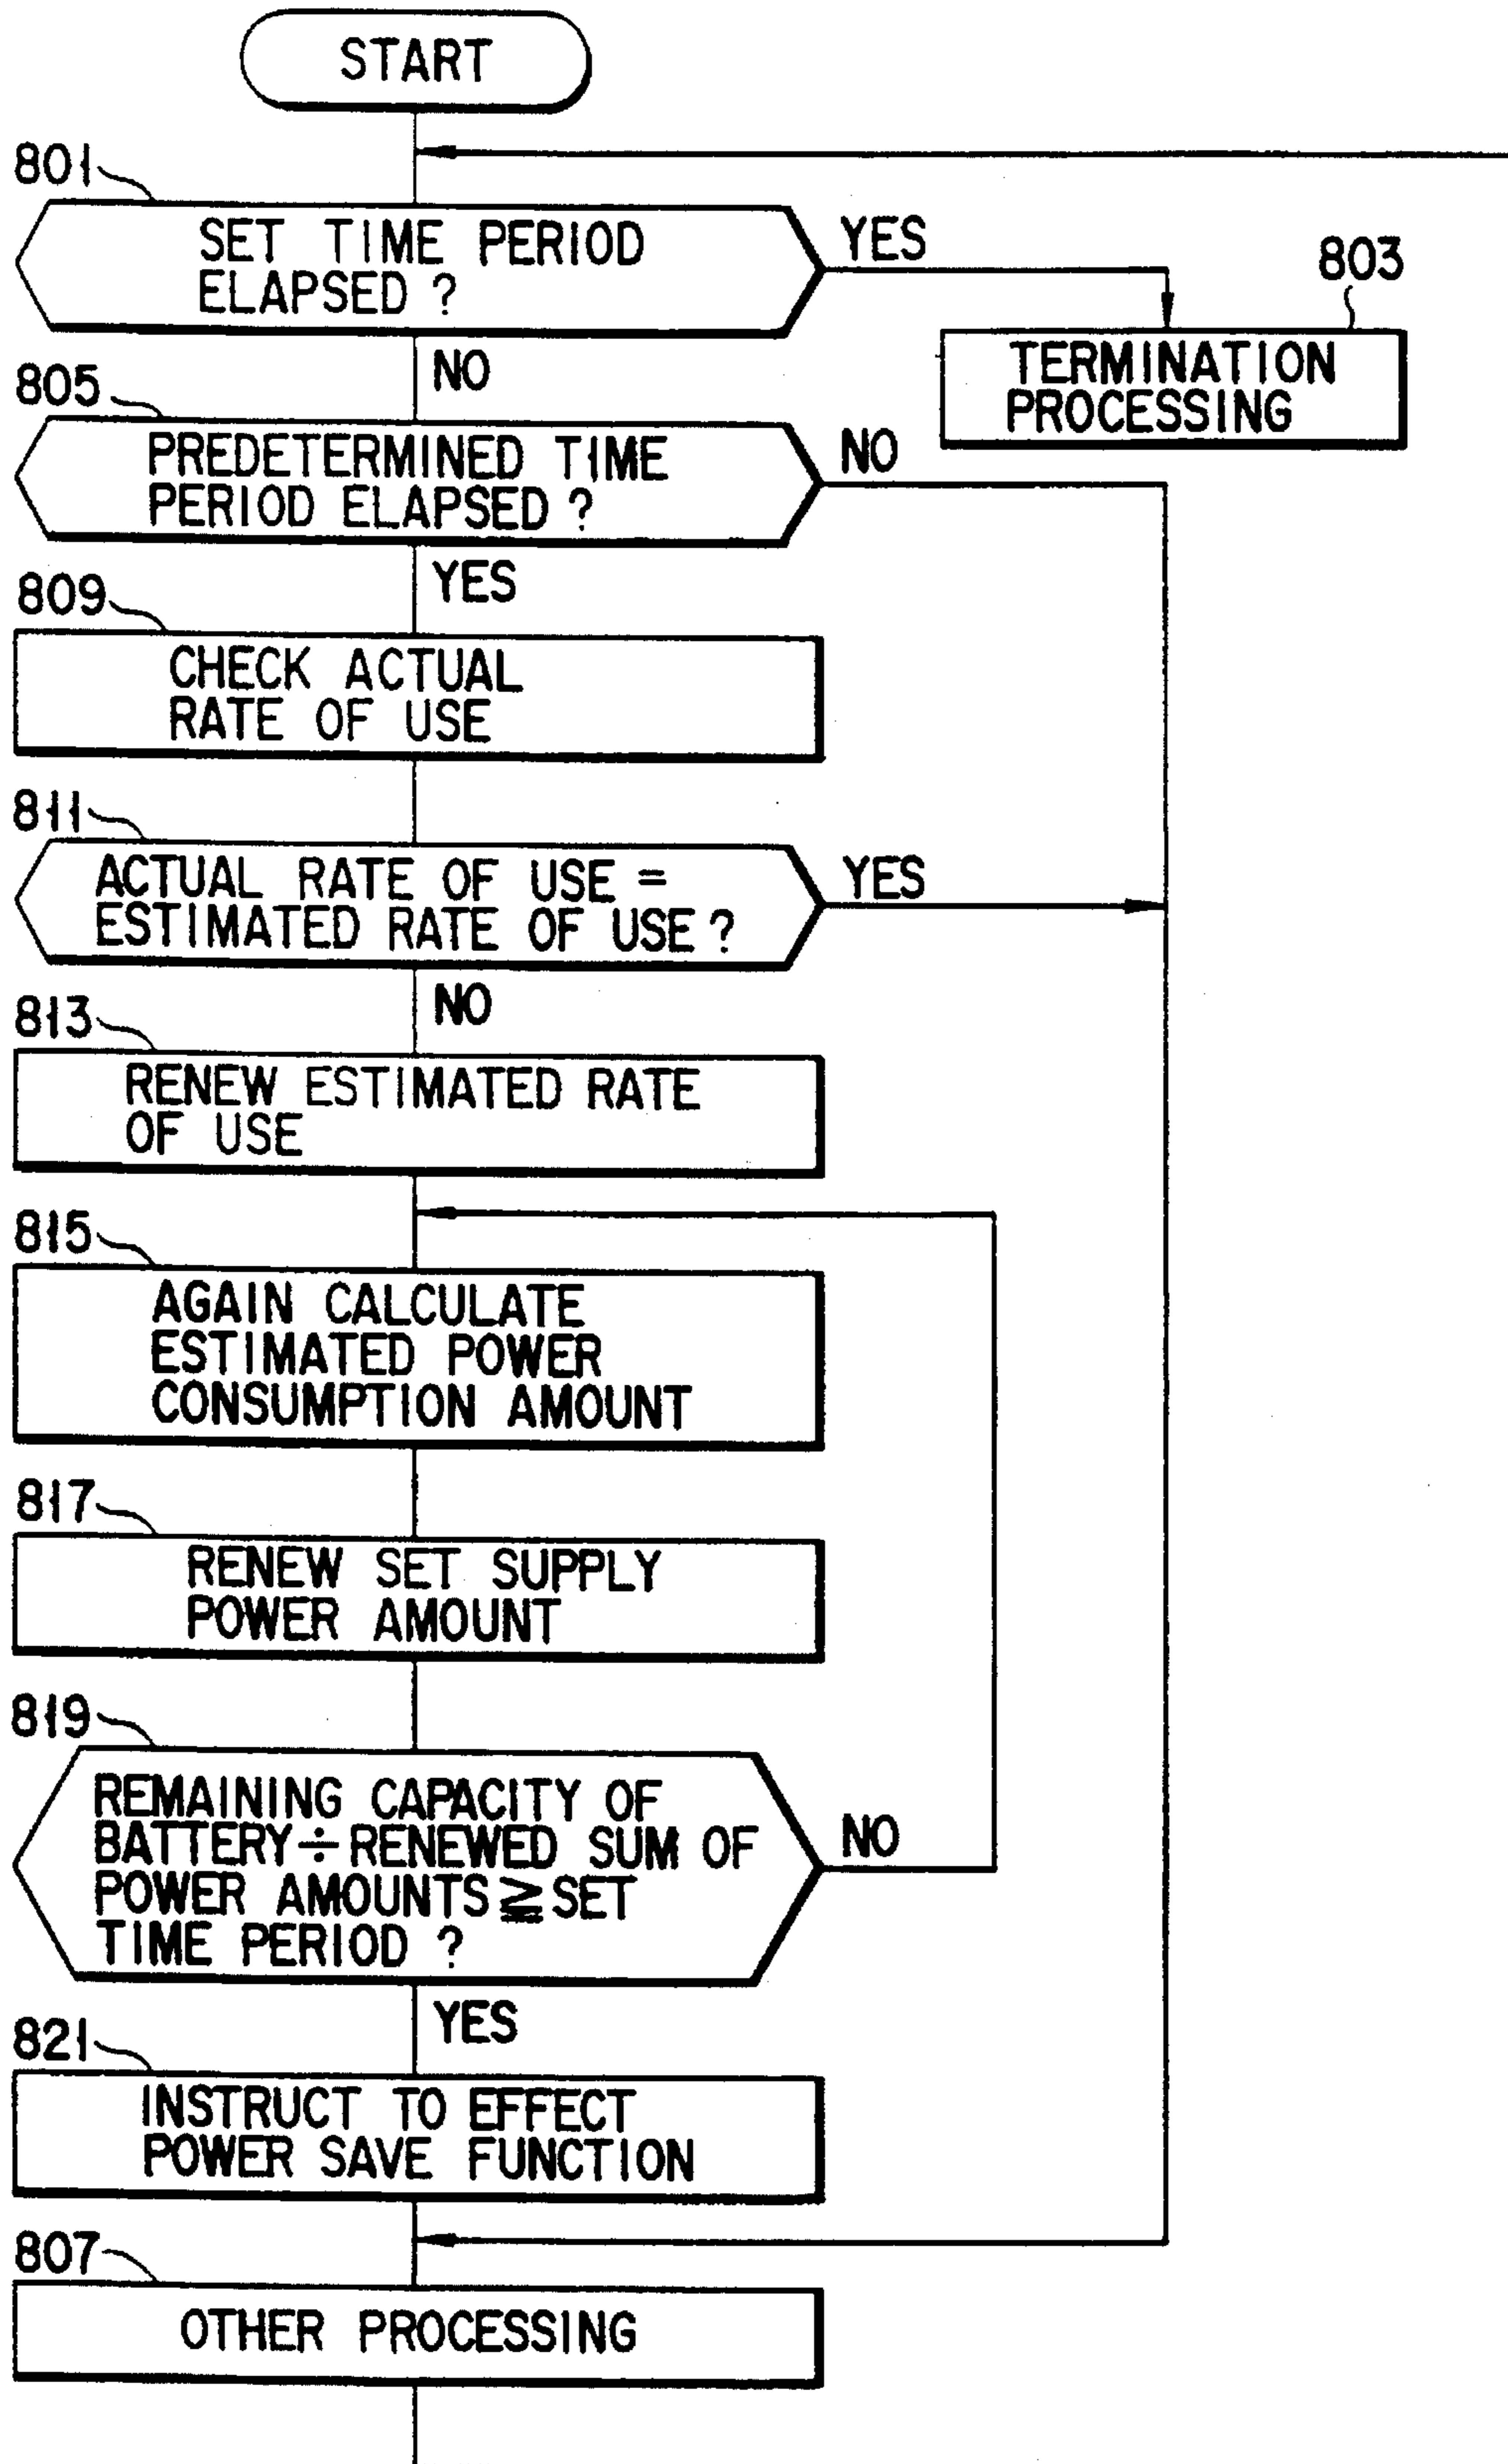 START
801
SET TIME PERIOD
ELAPSED ?
YES
803
TERMINATION
PROCESSING
NO
805
PREDETERMINED TIME
PERIOD ELAPSED ?
NO
YES
809
CHECK ACTUAL
RATE OF USE
811
ACTUAL RATE OF USE =
ESTIMATED RATE OF USE ?
YES
NO
813
RENEW ESTIMATED RATE
OF USE
815
AGAIN CALCULATE
ESTIMATED POWER
CONSUMPTION AMOUNT
817
RENEW SET SUPPLY
POWER AMOUNT
819
REMAINING CAPACITY OF
BATTERY ÷ RENEWED SUM OF
POWER AMOUNTS ≧ SET
TIME PERIOD ?
NO
YES
821
INSTRUCT TO EFFECT
POWER SAVE FUNCTION
807
OTHER PROCESSING